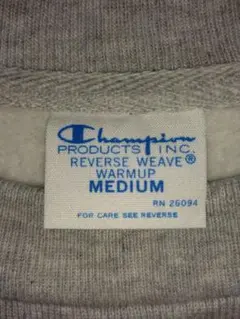 Champion
PRODUCTS INC.
REVERSE WEAVE®
WARMUP
MEDIUM
RN 26094
FOR CARE SEE REVERSE